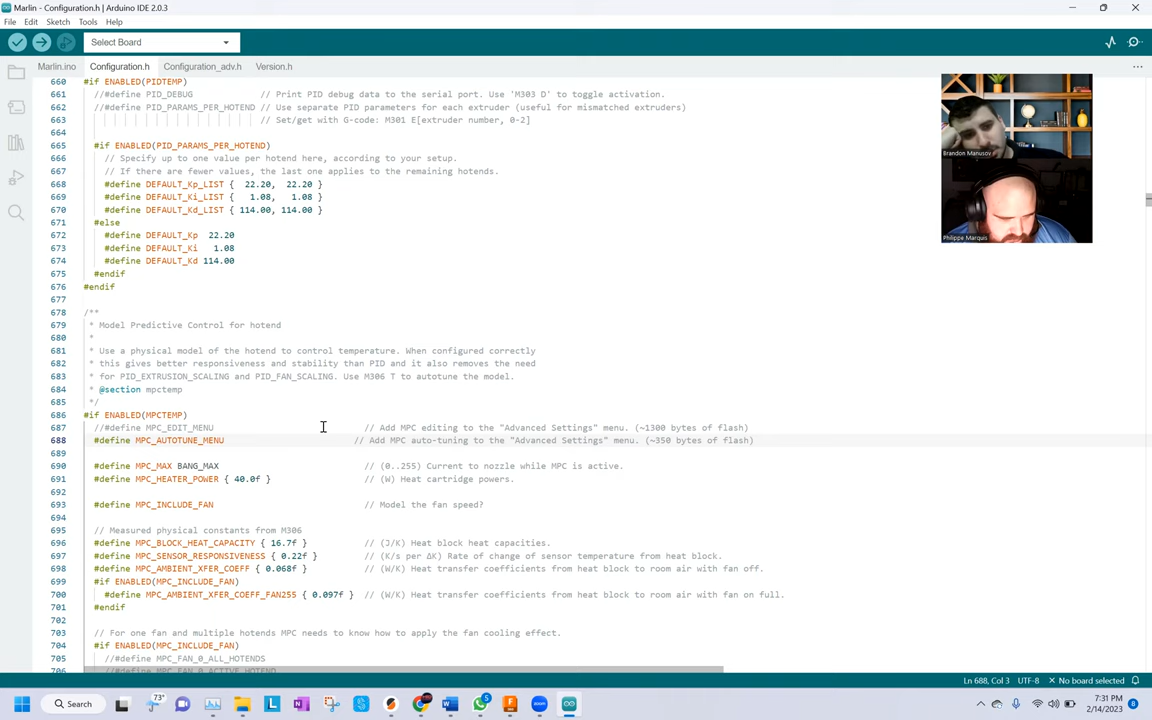 Marlin - Configuration.h | Arduino IDE 2.0.3
File Edit Sketch Tools Help
Select Board
Marlin.ino Configuration.h Configuration_adv.h Version.h
660 #if ENABLED(PIDTEMP)
661 //#define PID_DEBUG // Print PID debug data to the serial port. Use 'M303 D' to toggle activation.
662 //#define PID_PARAMS_PER_HOTEND // Use separate PID parameters for each extruder (useful for mismatched extruders)
663 // Set/get with G-code: M301 E[extruder number, 0-2]
664
665 #if ENABLED(PID_PARAMS_PER_HOTEND)
666 // Specify up to one value per hotend here, according to your setup.
667 // If there are fewer values, the last one applies to the remaining hotends.
668 #define DEFAULT_Kp_LIST { 22.20, 22.20 }
669 #define DEFAULT_Ki_LIST { 1.08, 1.08 }
670 #define DEFAULT_Kd_LIST { 114.00, 114.00 }
671 #else
672 #define DEFAULT_Kp 22.20
673 #define DEFAULT_Ki 1.08
674 #define DEFAULT_Kd 114.00
675 #endif
676 #endif
677
678 /**
679 * Model Predictive Control for hotend
680 *
681 * Use a physical model of the hotend to control temperature. When configured correctly
682 * this gives better responsiveness and stability than PID and it also removes the need
683 * for PID_EXTRUSION_SCALING and PID_FAN_SCALING. Use M306 T to autotune the model.
684 * @section mpctemp
685 */
686 #if ENABLED(MPCTEMP)
687 //#define MPC_EDIT_MENU // Add MPC editing to the "Advanced Settings" menu. (~1300 bytes of flash)
688 #define MPC_AUTOTUNE_MENU // Add MPC auto-tuning to the "Advanced Settings" menu. (~350 bytes of flash)
689
690 #define MPC_MAX BANG_MAX // (0..255) Current to nozzle while MPC is active.
691 #define MPC_HEATER_POWER { 40.0f } // (W) Heat cartridge powers.
692
693 #define MPC_INCLUDE_FAN // Model the fan speed?
694
695 // Measured physical constants from M306
696 #define MPC_BLOCK_HEAT_CAPACITY { 16.7f } // (J/K) Heat block heat capacities.
697 #define MPC_SENSOR_RESPONSIVENESS { 0.22f } // (K/s per ∆K) Rate of change of sensor temperature from heat block.
698 #define MPC_AMBIENT_XFER_COEFF { 0.068f } // (W/K) Heat transfer coefficients from heat block to room air with fan off.
699 #if ENABLED(MPC_INCLUDE_FAN)
700 #define MPC_AMBIENT_XFER_COEFF_FAN255 { 0.097f } // (W/K) Heat transfer coefficients from heat block to room air with fan on full.
701 #endif
702
703 // For one fan and multiple hotends MPC needs to know how to apply the fan cooling effect.
704 #if ENABLED(MPC_INCLUDE_FAN)
705 //#define MPC_FAN_0_ALL_HOTENDS
706 //#define MPC_FAN_0_ACTIVE_HOTEND
Brandon Manusov
Philippe Marquis
Ln 688, Col 3 UTF-8 No board selected
Search
73°
5
7:31 PM
2/14/2023
8